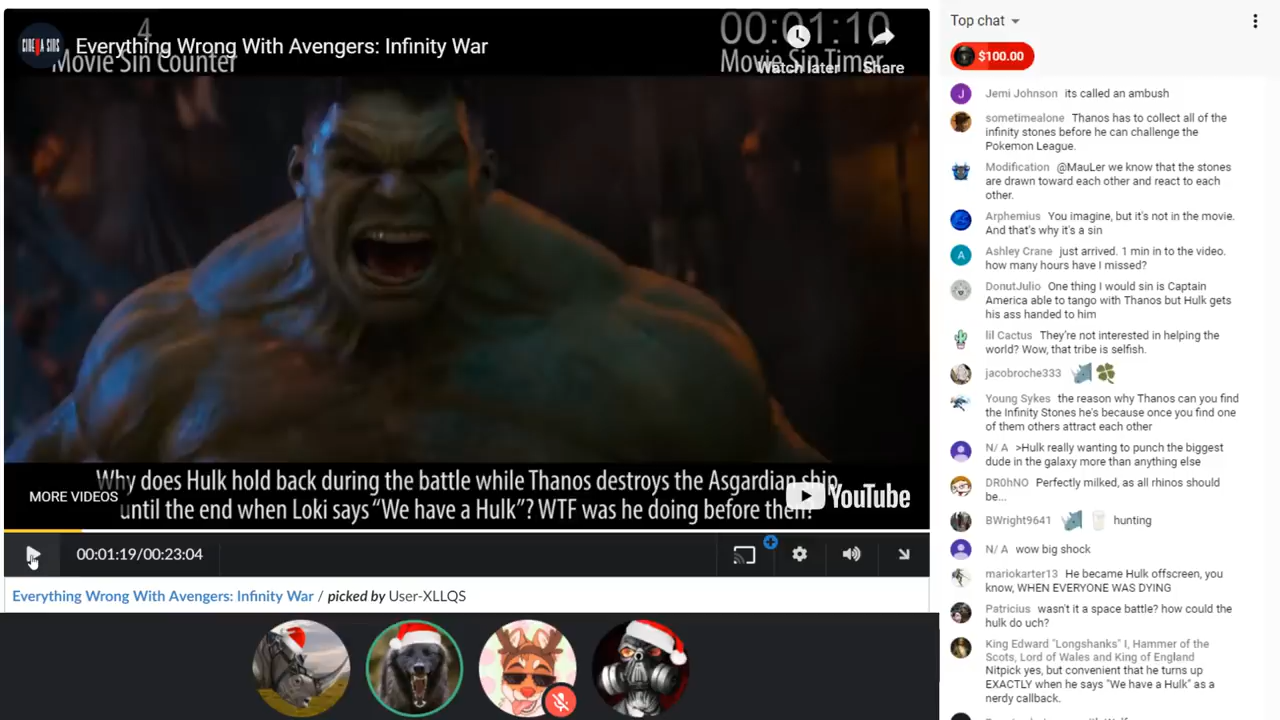 CINEMA SINS
Everything Wrong With Avengers: Infinity War
4
Movie Sin Counter
00:01:10
Movie Sin Timer
Watch later
Share
Why does Hulk hold back during the battle while Thanos destroys the Asgardian ship
until the end when Loki says “We have a Hulk”? WTF was he doing before then?
MORE VIDEOS
YouTube
00:01:19/00:23:04
Everything Wrong With Avengers: Infinity War / picked by User-XLLQS
Top chat
$100.00
Jemi Johnson its called an ambush
sometimealone Thanos has to collect all of the
infinity stones before he can challenge the
Pokemon League.
Modification @MauLer we know that the stones
are drawn toward each other and react to each
other.
Arphemius You imagine, but it's not in the movie.
And that's why it's a sin
Ashley Crane just arrived. 1 min in to the video.
how many hours have I missed?
DonutJulio One thing I would sin is Captain
America able to tango with Thanos but Hulk gets
his ass handed to him
lil Cactus They're not interested in helping the
world? Wow, that tribe is selfish.
jacobroche333
Young Sykes the reason why Thanos can you find
the Infinity Stones he's because once you find one
of them others attract each other
N/ A >Hulk really wanting to punch the biggest
dude in the galaxy more than anything else
DR0hNO Perfectly milked, as all rhinos should
be...
BWright9641 hunting
N/ A wow big shock
mariokarter13 He became Hulk offscreen, you
know, WHEN EVERYONE WAS DYING
Patricius wasn't it a space battle? how could the
hulk do uch?
King Edward "Longshanks" I, Hammer of the
Scots, Lord of Wales and King of England
Nitpick yes, but convenient that he turns up
EXACTLY when he says "We have a Hulk" as a
nerdy callback.